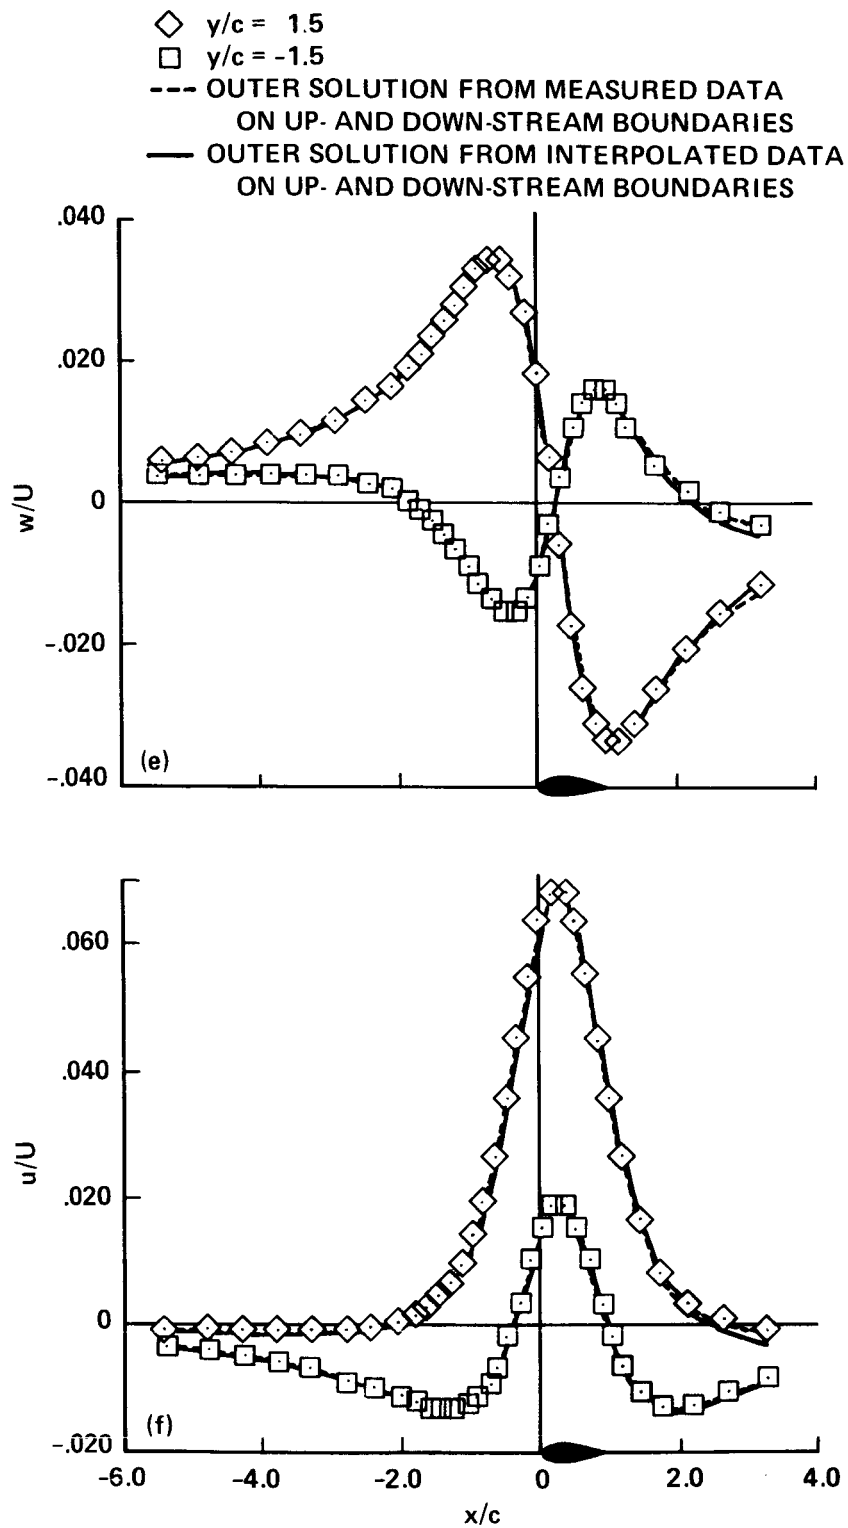 y/c = 1.5
y/c = -1.5
OUTER SOLUTION FROM MEASURED DATA
ON UP- AND DOWN-STREAM BOUNDARIES
OUTER SOLUTION FROM INTERPOLATED DATA
ON UP- AND DOWN-STREAM BOUNDARIES
.040
.020
0
-.020
-.040
w/U
(e)
.060
.040
.020
0
-.020
u/U
(f)
-6.0 -4.0 -2.0 0 2.0 4.0
x/c